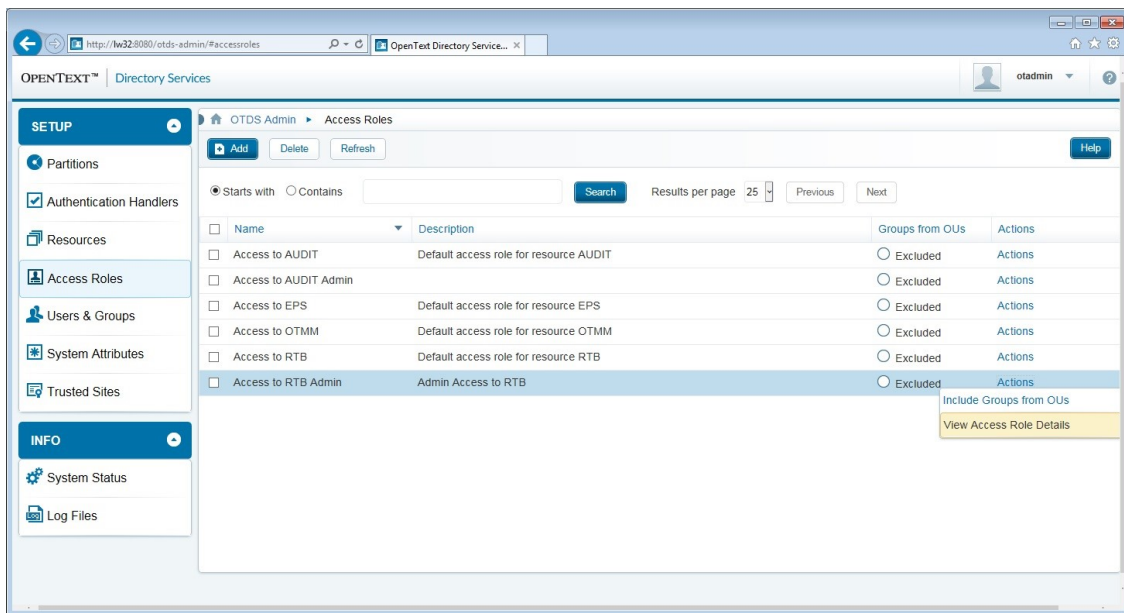 http://lw32:8080/otds-admin/#accessroles
OpenText Directory Service...
OPENTEXT™ | Directory Services
otadmin
SETUP
Partitions
Authentication Handlers
Resources
Access Roles
Users & Groups
System Attributes
Trusted Sites
INFO
System Status
Log Files
OTDS Admin Access Roles
Add Delete Refresh Help
Starts with Contains Search Results per page 25 Previous Next
Name Description Groups from OUs Actions
Access to AUDIT Default access role for resource AUDIT Excluded Actions
Access to AUDIT Admin Excluded Actions
Access to EPS Default access role for resource EPS Excluded Actions
Access to OTMM Default access role for resource OTMM Excluded Actions
Access to RTB Default access role for resource RTB Excluded Actions
Access to RTB Admin Admin Access to RTB Excluded Actions
Include Groups from OUs
View Access Role Details